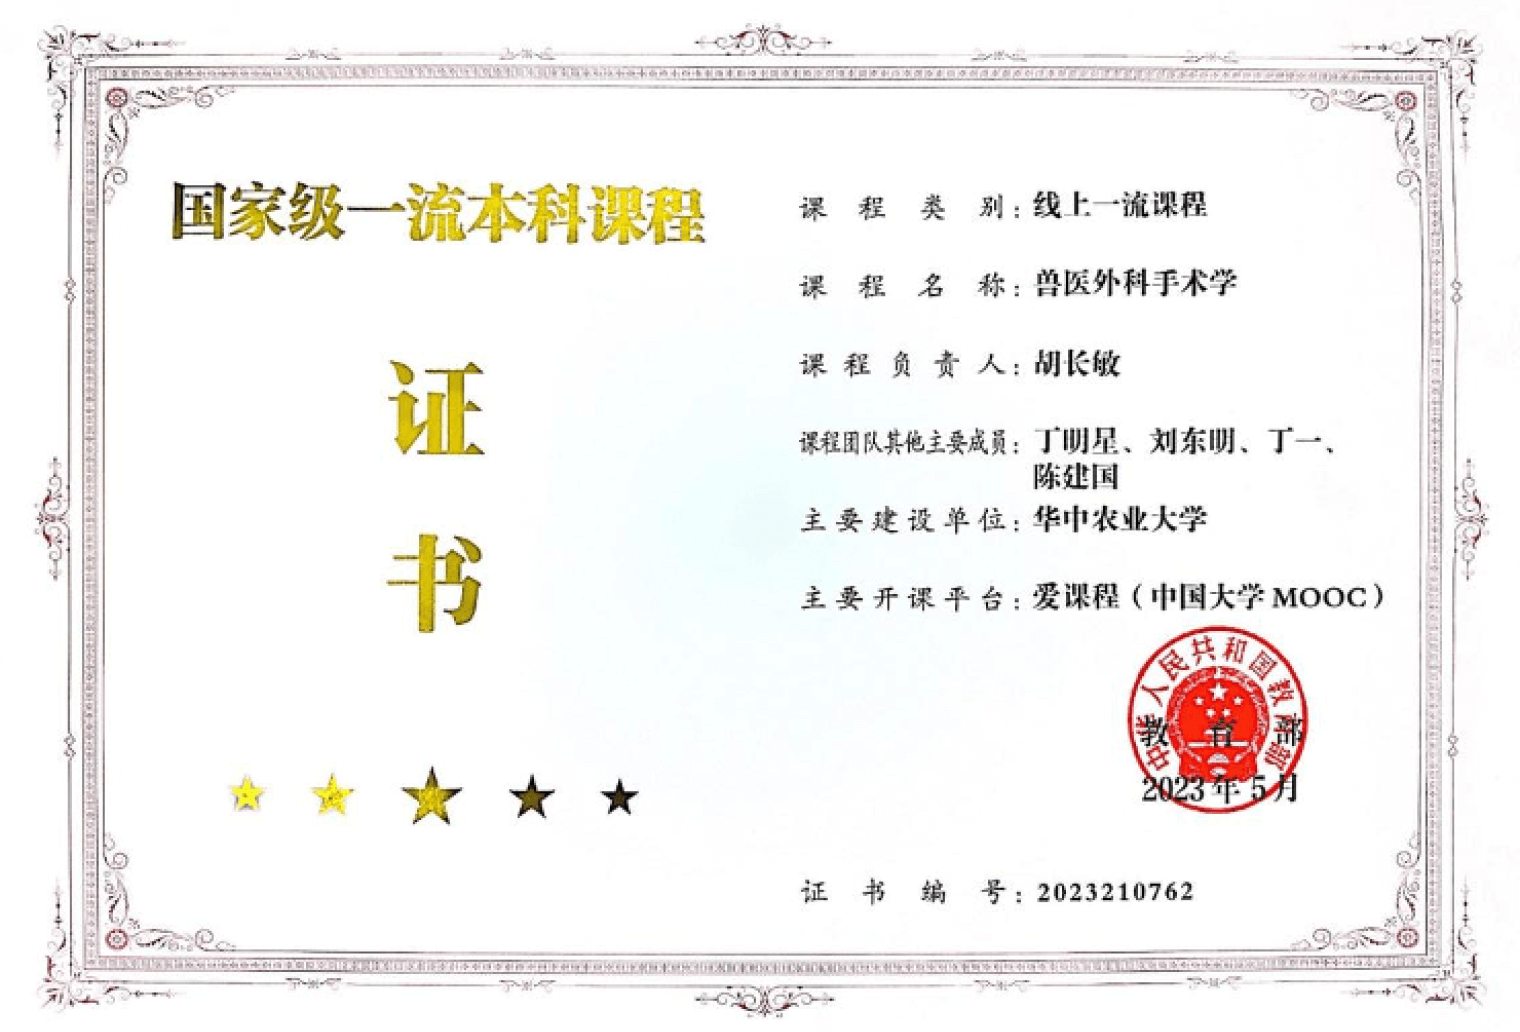 国家级一流本科课程
证
书
课程类别：线上一流课程
课程名称：兽医外科手术学
课程负责人：胡长敏
课程团队其他主要成员：丁明星、刘东明、丁一、
陈建国
主要建设单位：华中农业大学
主要开课平台：爱课程（中国大学MOOC）
中华人民共和国教育部
教育部
2023年5月
证书编号：2023210762